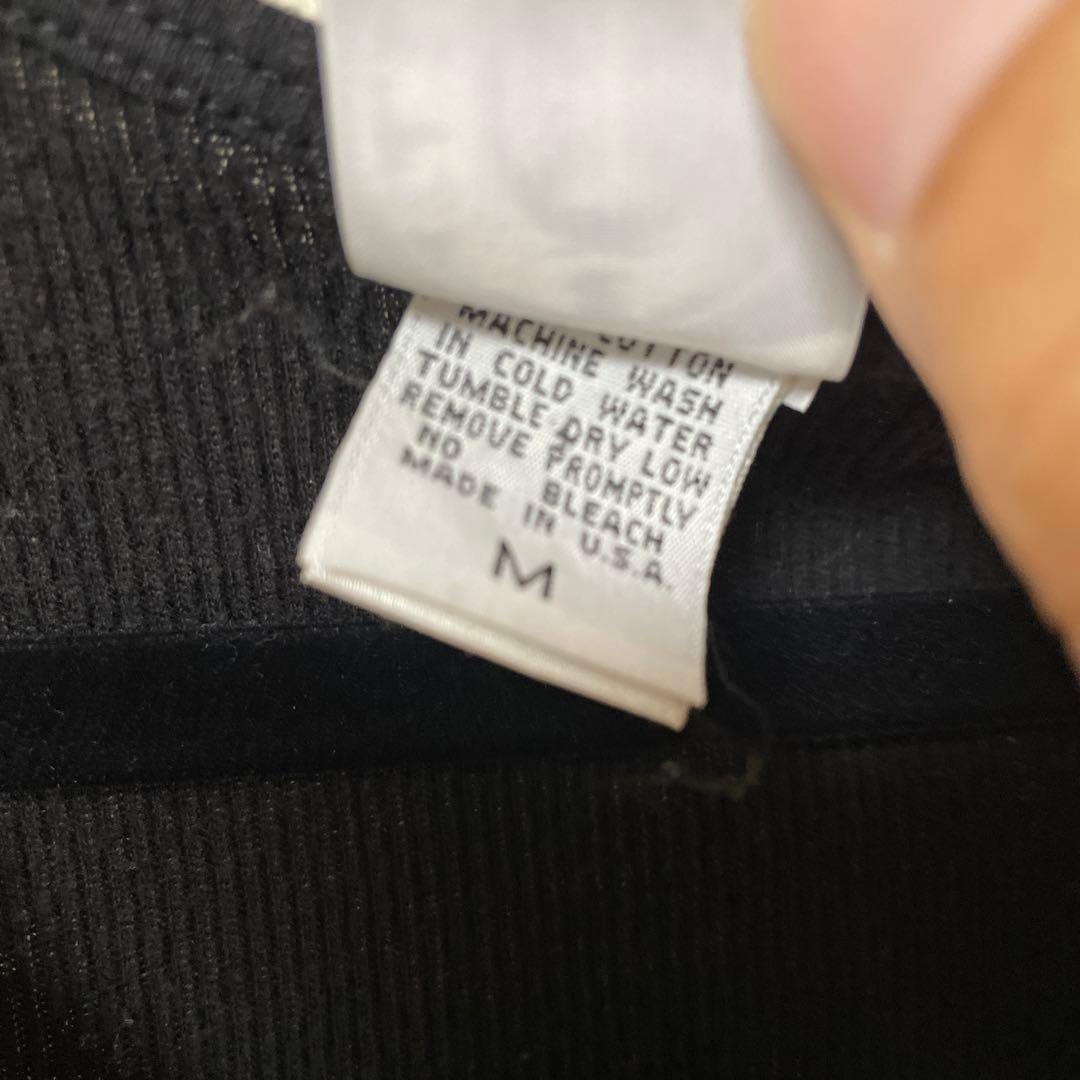 COTTON
MACHINE WASH
IN COLD WATER
TUMBLE DRY LOW
REMOVE PROMPTLY
NO BLEACH
MADE IN U.S.A
M